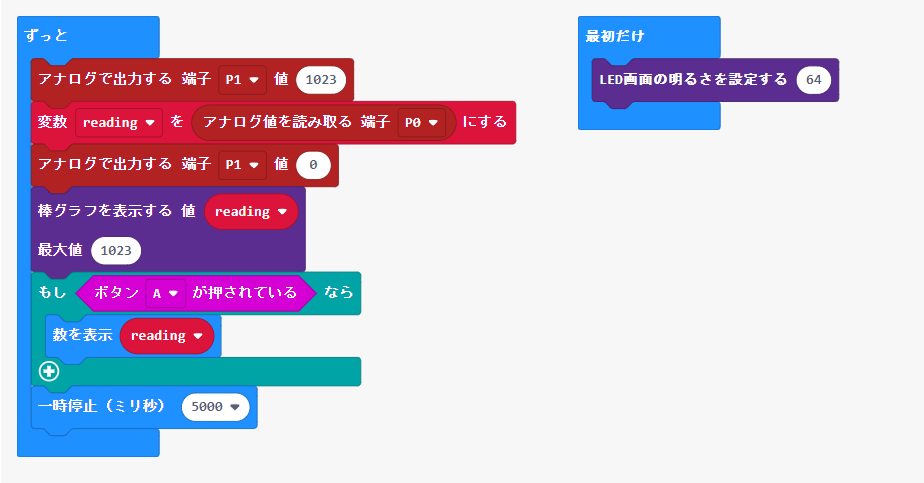 ずっと
アナログで出力する 端子 P1 値 1023
変数 reading を アナログ値を読み取る 端子 P0 にする
アナログで出力する 端子 P1 値 0
棒グラフを表示する 値 reading
最大値 1023
もし ボタン A が押されている なら
数を表示 reading
一時停止（ミリ秒） 5000
最初だけ
LED画面の明るさを設定する 64